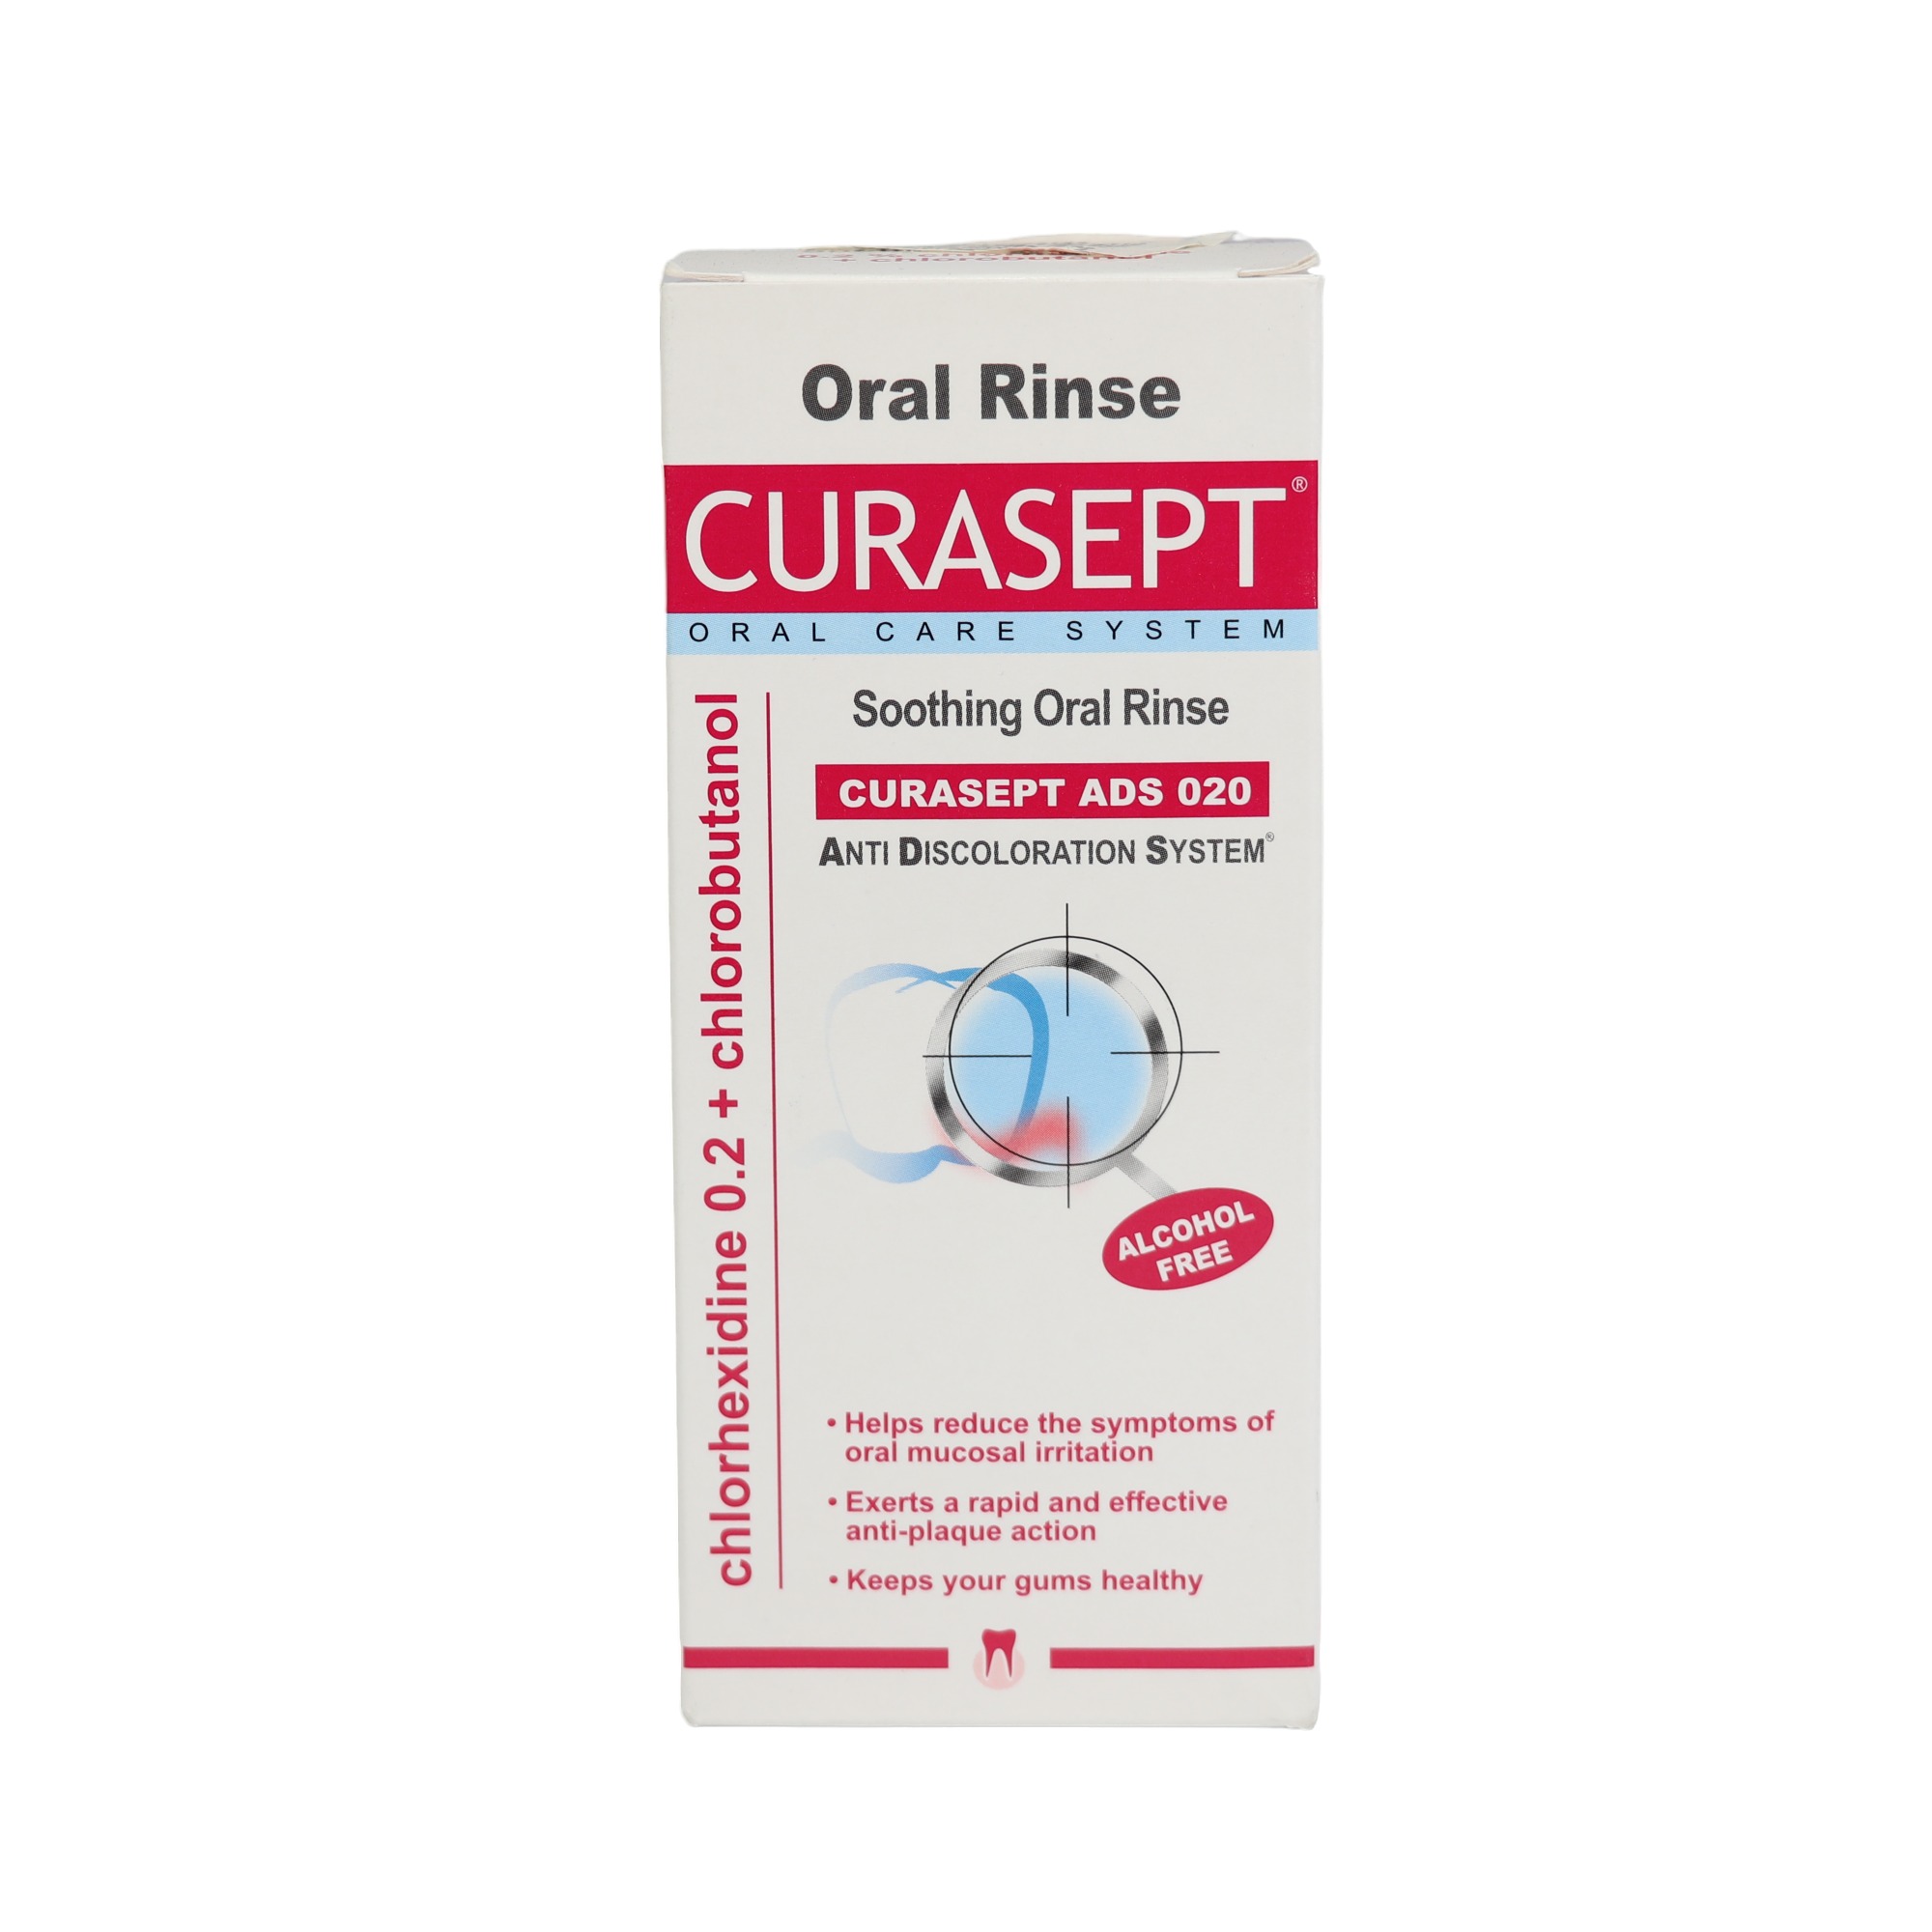 Oral Rinse
CURASEPT®
ORAL CARE SYSTEM
chlorhexidine 0.2 + chlorobutanol
Soothing Oral Rinse
CURASEPT ADS 020
ANTI DISCOLORATION SYSTEM®
ALCOHOL
FREE
• Helps reduce the symptoms of
oral mucosal irritation
• Exerts a rapid and effective
anti-plaque action
• Keeps your gums healthy